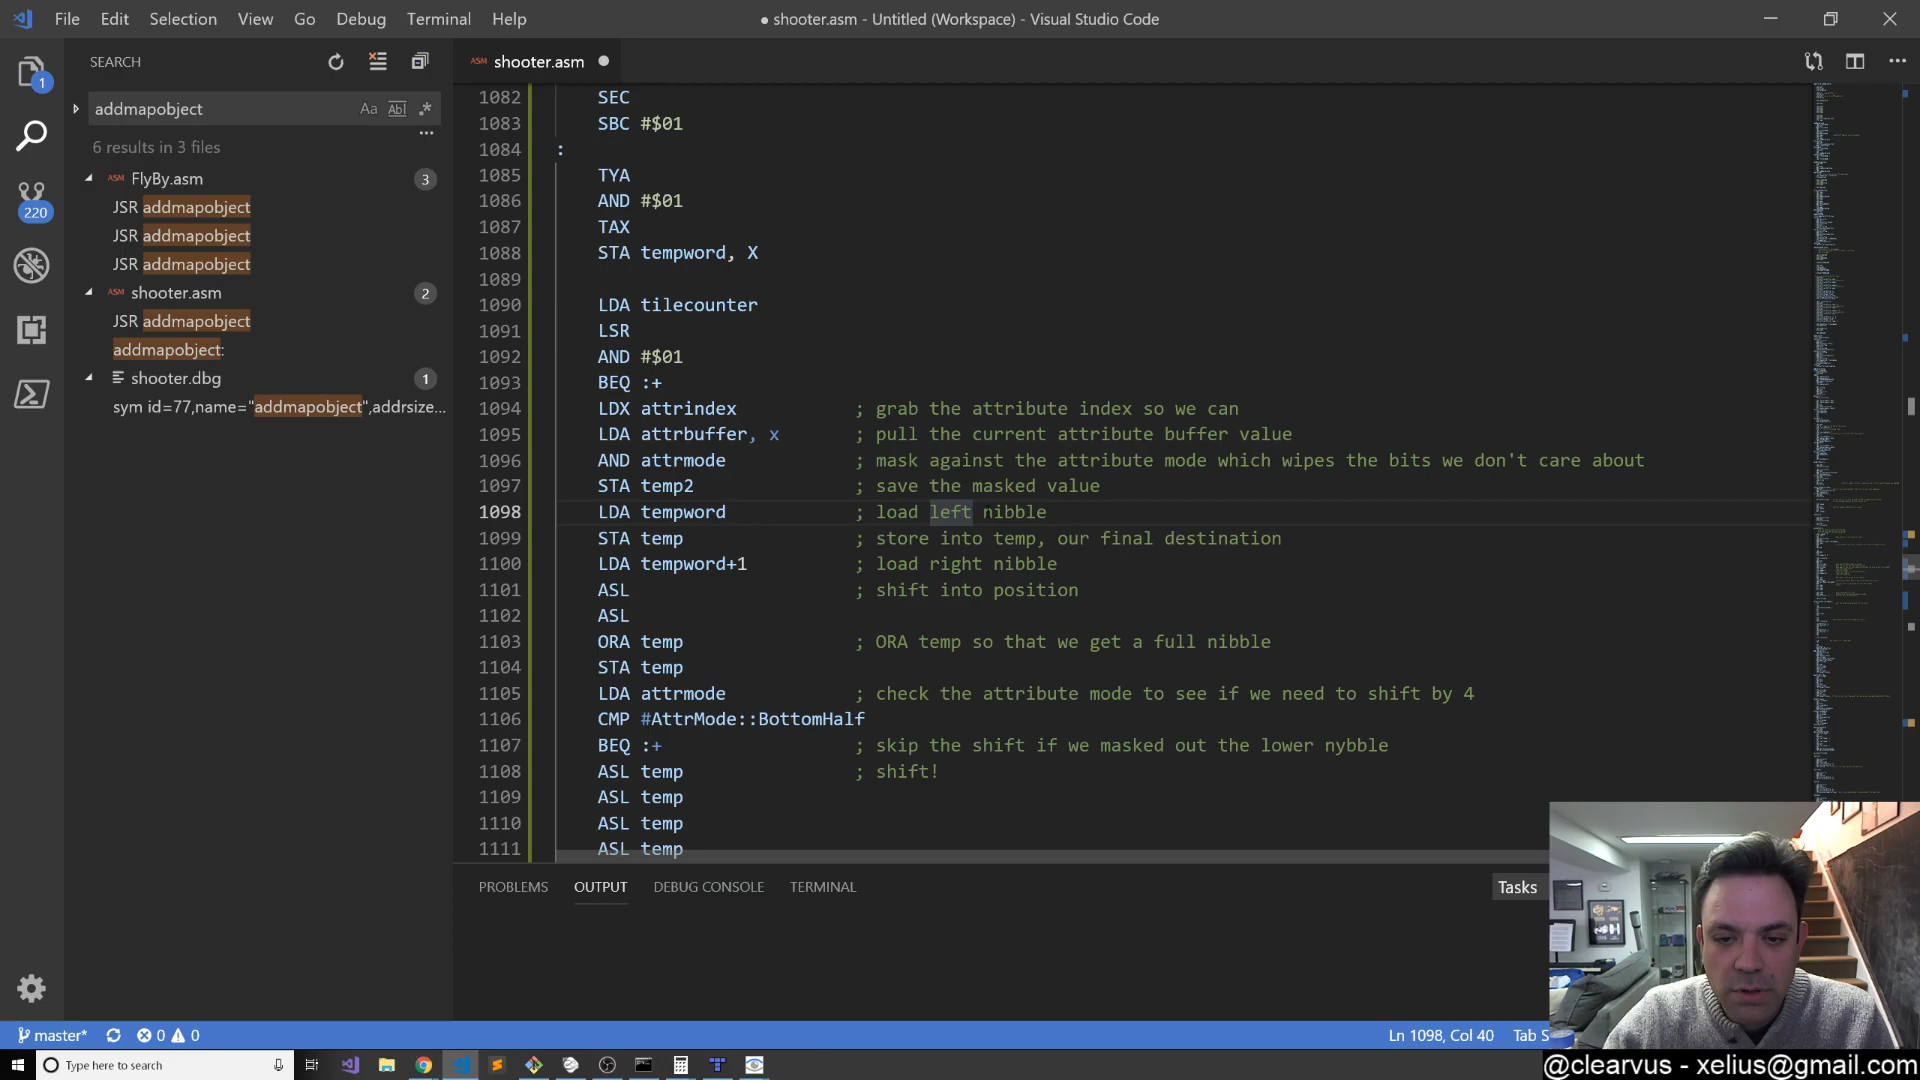 File Edit Selection View Go Debug Terminal Help
● shooter.asm - Untitled (Workspace) - Visual Studio Code
SEARCH
ASM shooter.asm
1
addmapobject Aa Abl .*
6 results in 3 files
ASM FlyBy.asm 3
JSR addmapobject
JSR addmapobject
JSR addmapobject
ASM shooter.asm 2
JSR addmapobject
addmapobject:
shooter.dbg 1
sym id=77,name="addmapobject",addrsize...
220
1082 SEC
1083 SBC #$01
1084 :
1085 TYA
1086 AND #$01
1087 TAX
1088 STA tempword, X
1089
1090 LDA tilecounter
1091 LSR
1092 AND #$01
1093 BEQ :+
1094 LDX attrindex ; grab the attribute index so we can
1095 LDA attrbuffer, x ; pull the current attribute buffer value
1096 AND attrmode ; mask against the attribute mode which wipes the bits we don't care about
1097 STA temp2 ; save the masked value
1098 LDA tempword ; load left nibble
1099 STA temp ; store into temp, our final destination
1100 LDA tempword+1 ; load right nibble
1101 ASL ; shift into position
1102 ASL
1103 ORA temp ; ORA temp so that we get a full nibble
1104 STA temp
1105 LDA attrmode ; check the attribute mode to see if we need to shift by 4
1106 CMP #AttrMode::BottomHalf
1107 BEQ :+ ; skip the shift if we masked out the lower nybble
1108 ASL temp ; shift!
1109 ASL temp
1110 ASL temp
1111 ASL temp
PROBLEMS OUTPUT DEBUG CONSOLE TERMINAL
Tasks
master* 0 0
Ln 1098, Col 40 Tab S
Type here to search
@clearvus - xelius@gmail.com